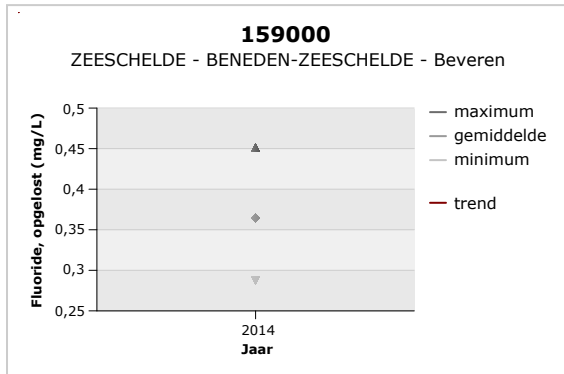 159000
ZEESCHELDE - BENEDEN-ZEESCHELDE - Beveren
Fluoride, opgelost (mg/L)
0,5
0,45
0,4
0,35
0,3
0,25
2014
Jaar
maximum
gemiddelde
minimum
trend